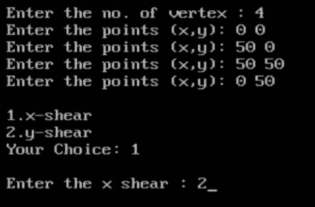 Enter the no. of vertex : 4
Enter the points (x,y): 0 0
Enter the points (x,y): 50 0
Enter the points (x,y): 50 50
Enter the points (x,y): 0 50
1.x-shear
2.y-shear
Your Choice: 1
Enter the x shear : 2_